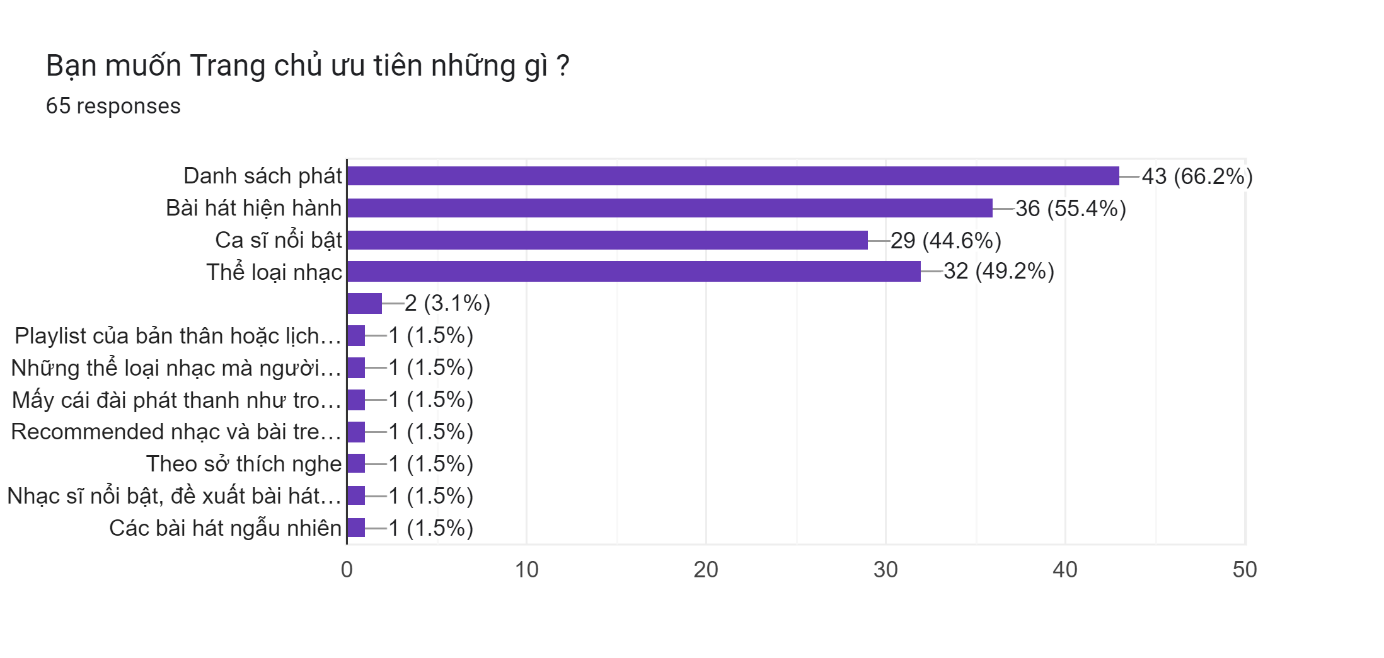 Bạn muốn Trang chủ ưu tiên những gì ?
65 responses
Danh sách phát 43 (66.2%)
Bài hát hiện hành 36 (55.4%)
Ca sĩ nổi bật 29 (44.6%)
Thể loại nhạc 32 (49.2%)
2 (3.1%)
Playlist của bản thân hoặc lịch… 1 (1.5%)
Những thể loại nhạc mà người… 1 (1.5%)
Mấy cái đài phát thanh như tro… 1 (1.5%)
Recommended nhạc và bài tre… 1 (1.5%)
Theo sở thích nghe 1 (1.5%)
Nhạc sĩ nổi bật, đề xuất bài hát… 1 (1.5%)
Các bài hát ngẫu nhiên 1 (1.5%)
0 10 20 30 40 50